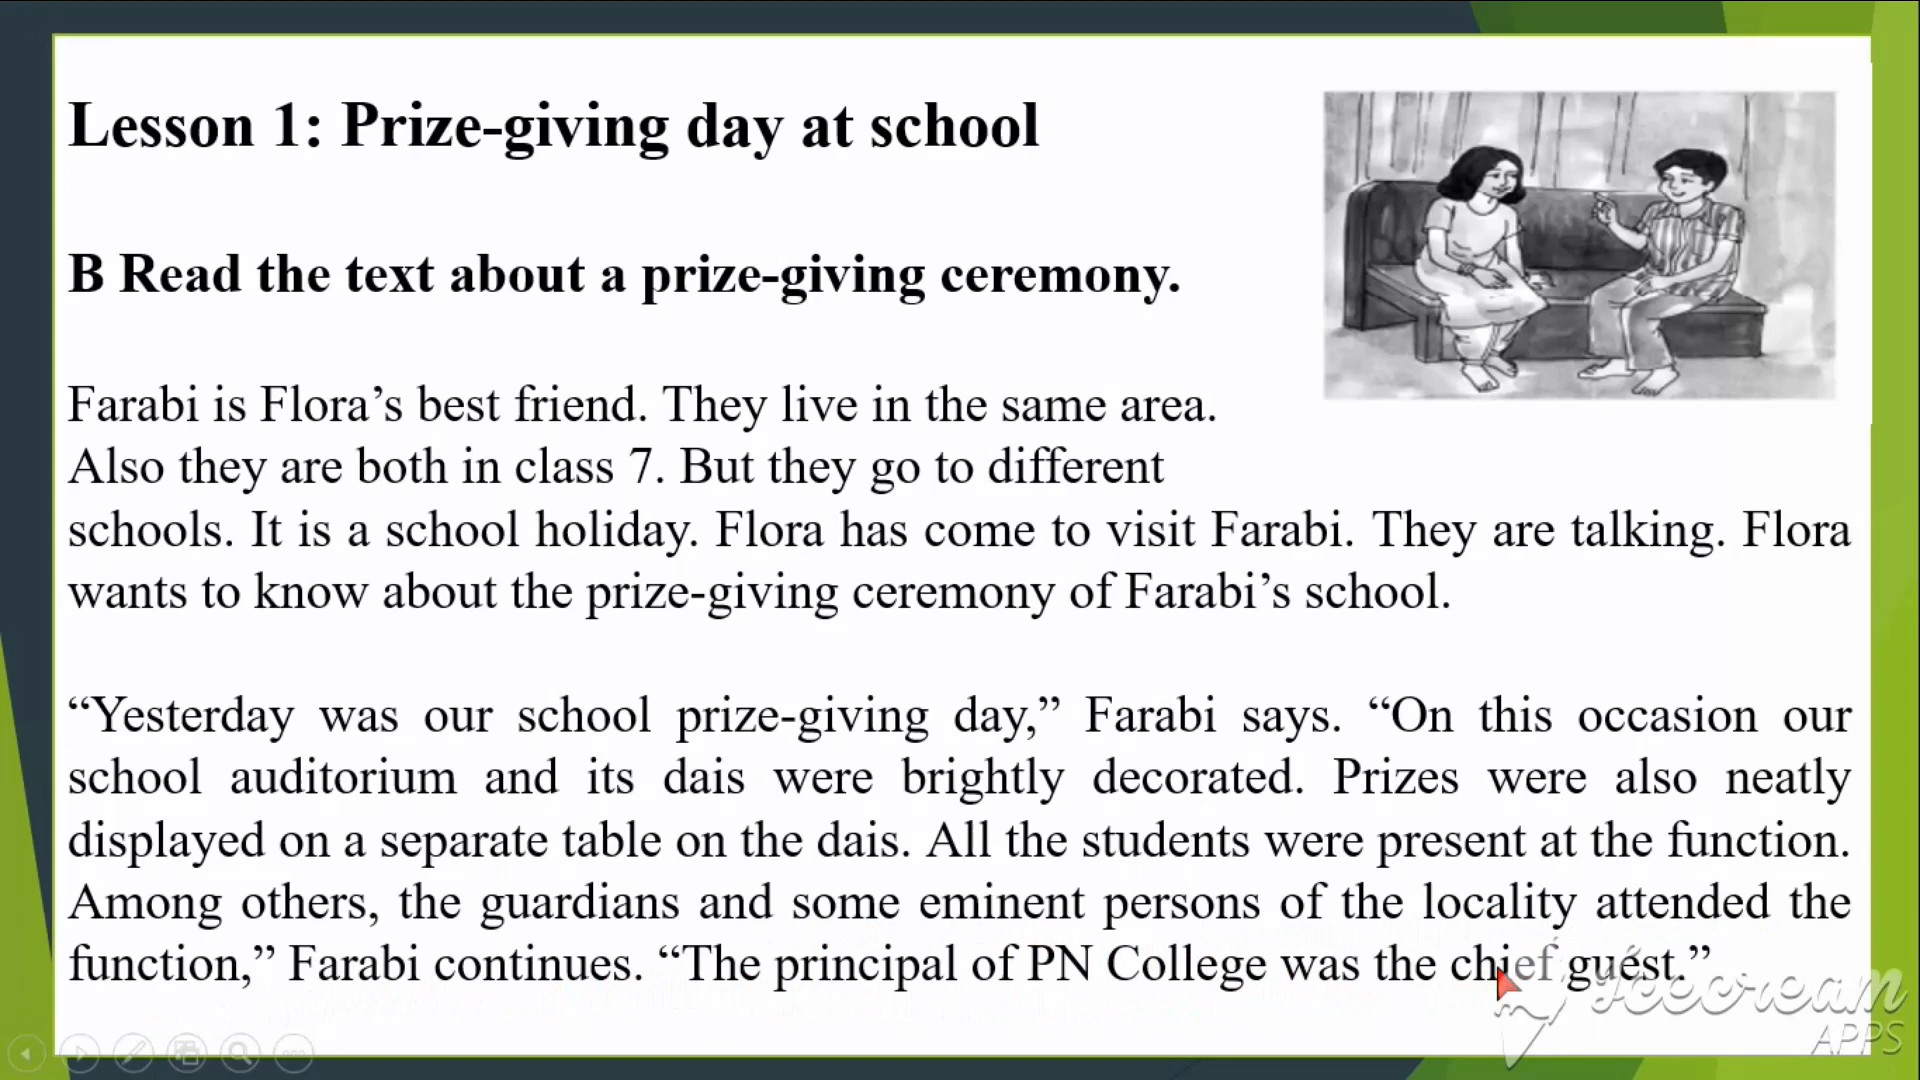 Lesson 1: Prize-giving day at school
B Read the text about a prize-giving ceremony.
Farabi is Flora’s best friend. They live in the same area.
Also they are both in class 7. But they go to different
schools. It is a school holiday. Flora has come to visit Farabi. They are talking. Flora
wants to know about the prize-giving ceremony of Farabi’s school.
“Yesterday was our school prize-giving day,” Farabi says. “On this occasion our
school auditorium and its dais were brightly decorated. Prizes were also neatly
displayed on a separate table on the dais. All the students were present at the function.
Among others, the guardians and some eminent persons of the locality attended the
function,” Farabi continues. “The principal of PN College was the chief guest.”
Icecream
APPS